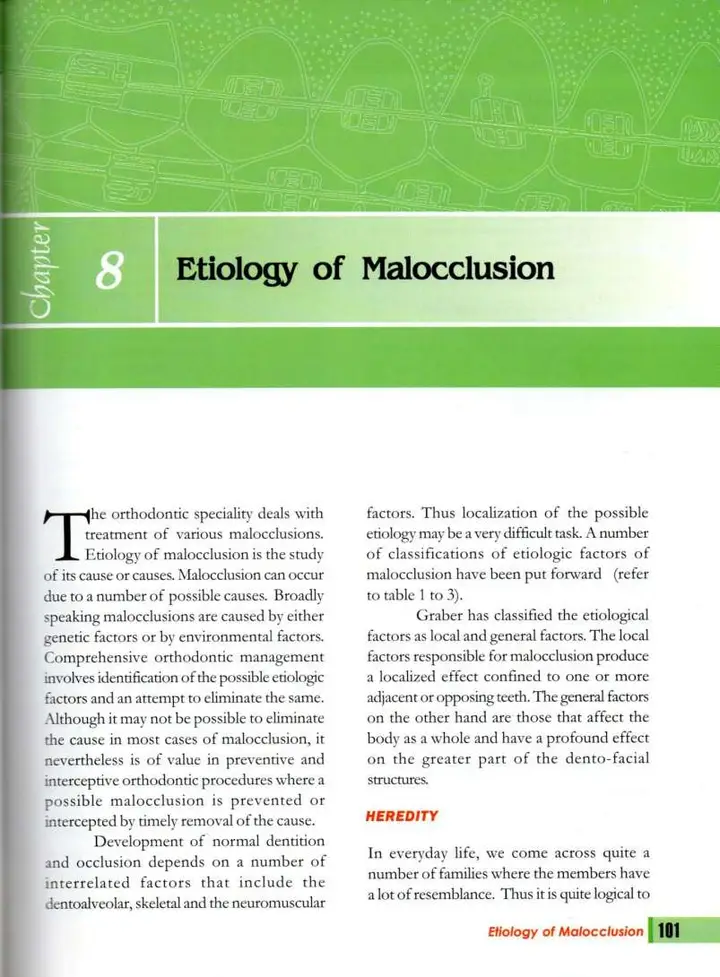 Chapter
8
Etiology of Malocclusion
The orthodontic speciality deals with
treatment of various malocclusions.
Etiology of malocclusion is the study
of its cause or causes. Malocclusion can occur
due to a number of possible causes. Broadly
speaking malocclusions are caused by either
genetic factors or by environmental factors.
Comprehensive orthodontic management
involves identification of the possible etiologic
factors and an attempt to eliminate the same.
Although it may not be possible to eliminate
the cause in most cases of malocclusion, it
nevertheless is of value in preventive and
interceptive orthodontic procedures where a
possible malocclusion is prevented or
intercepted by timely removal of the cause.
Development of normal dentition
and occlusion depends on a number of
interrelated factors that include the
dentoalveolar, skeletal and the neuromuscular
factors. Thus localization of the possible
etiology may be a very difficult task. A number
of classifications of etiologic factors of
malocclusion have been put forward (refer
to table 1 to 3).
Graber has classified the etiological
factors as local and general factors. The local
factors responsible for malocclusion produce
a localized effect confined to one or more
adjacent or opposing teeth. The general factors
on the other hand are those that affect the
body as a whole and have a profound effect
on the greater part of the dento-facial
structures.
HEREDITY
In everyday life, we come across quite a
number of families where the members have
a lot of resemblance. Thus it is quite logical to
Etiology of Malocclusion 101